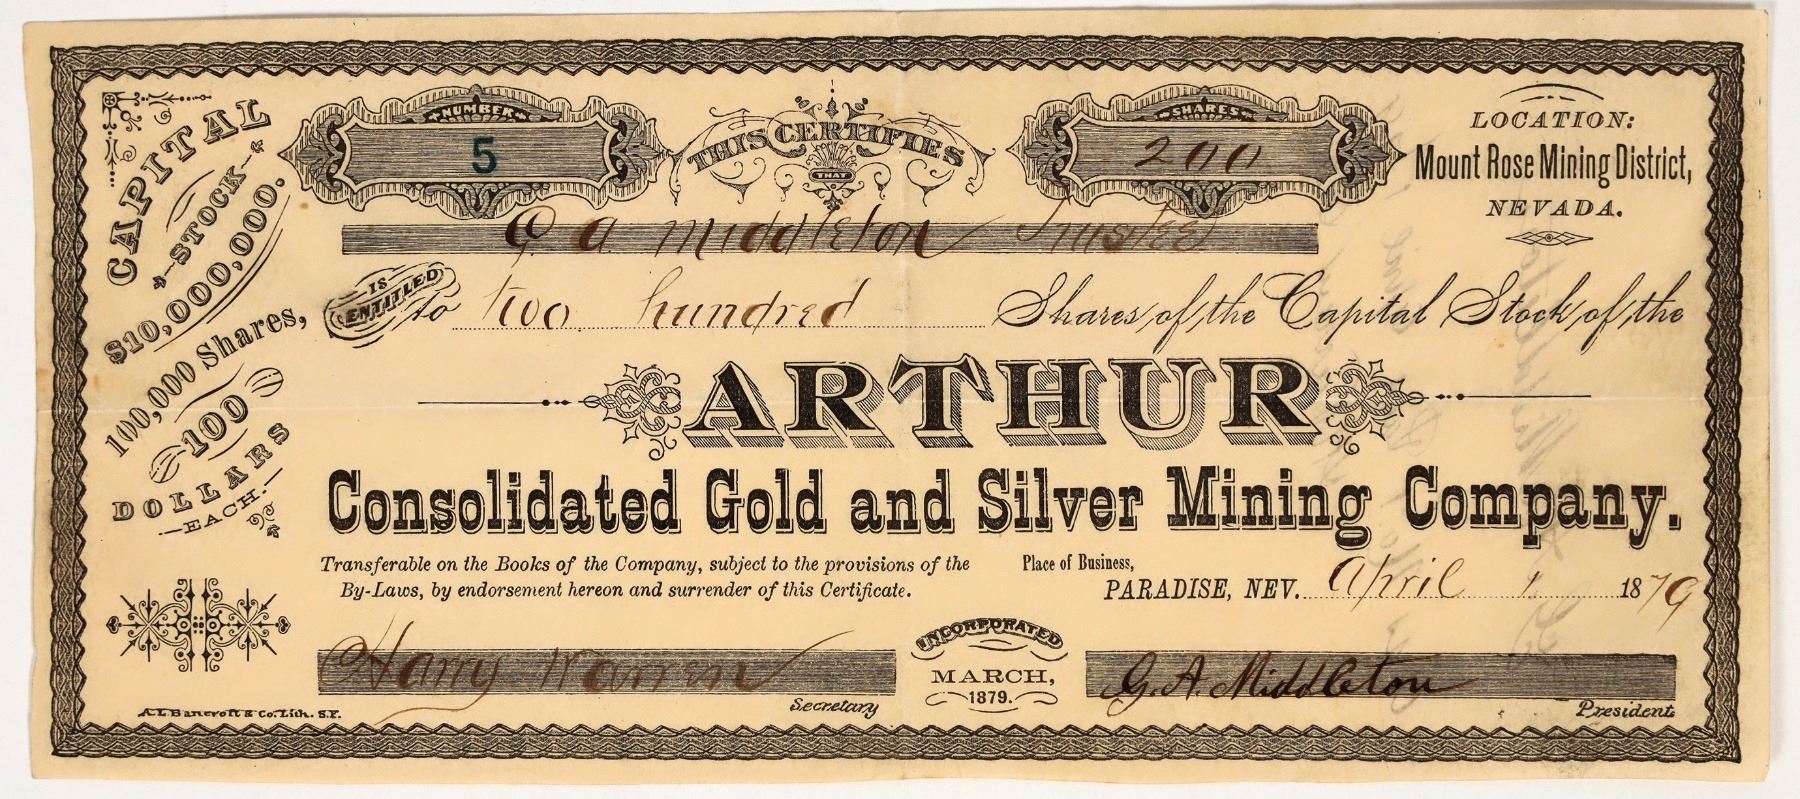 CAPITAL
STOCK
$10,000,000.
100,000 Shares,
100
DOLLARS
EACH.
NUMBER
5
THIS CERTIFIES
THAT
SHARES
200
LOCATION:
Mount Rose Mining District,
NEVADA.
G. A. Middleton Trustee
IS ENTITLED to two hundred Shares of the Capital Stock of the
ARTHUR
Consolidated Gold and Silver Mining Company.
Transferable on the Books of the Company, subject to the provisions of the
By-Laws, by endorsement hereon and surrender of this Certificate.
Place of Business,
PARADISE, NEV. April 1 1879
Harry Warren
Secretary
INCORPORATED
MARCH,
1879.
G. A. Middleton
President
A.L. Bancroft & Co. Lith. S.F.